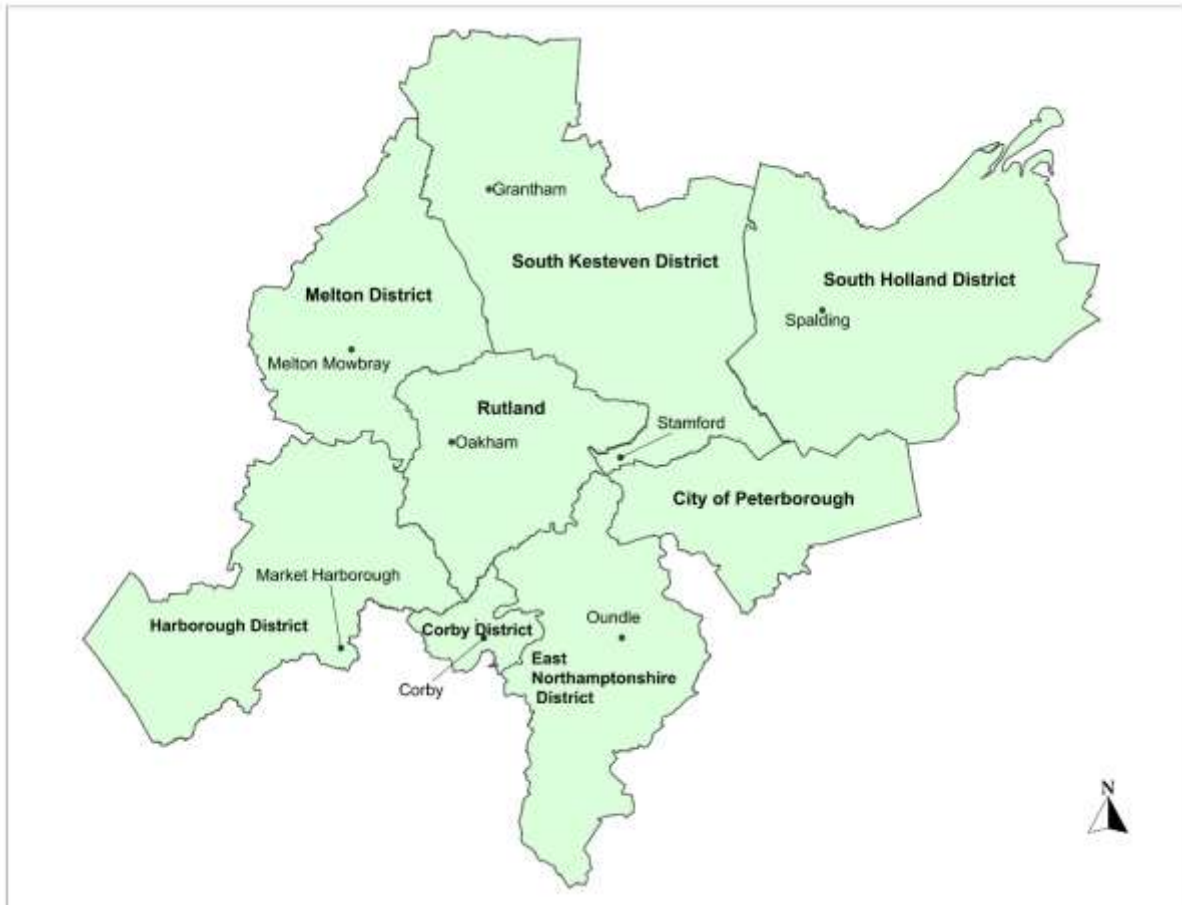 Grantham
South Kesteven District
South Holland District
Melton District
Spalding
Melton Mowbray
Rutland
Stamford
Oakham
City of Peterborough
Market Harborough
Oundle
Harborough District
Corby District
East
Northamptonshire
District
Corby
N